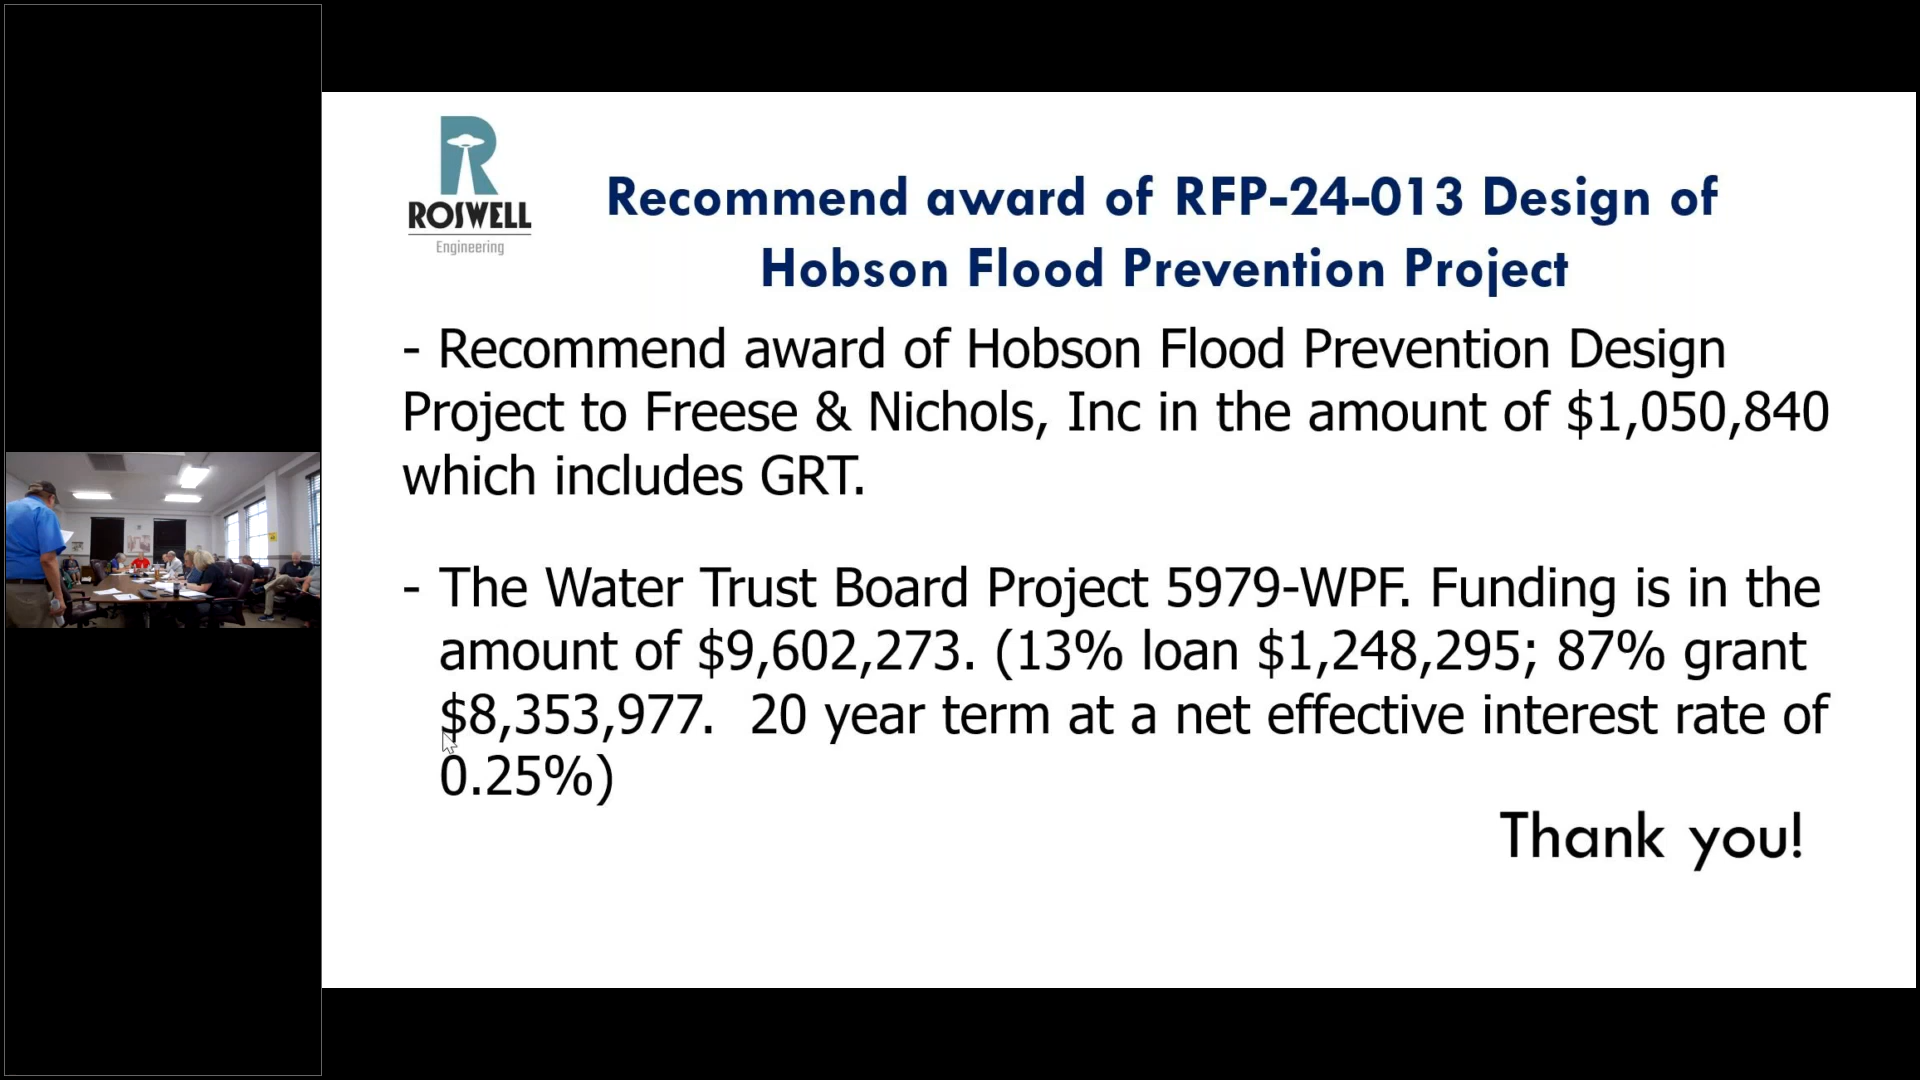 ROSWELL
Engineering
Recommend award of RFP-24-013 Design of
Hobson Flood Prevention Project
- Recommend award of Hobson Flood Prevention Design
Project to Freese & Nichols, Inc in the amount of $1,050,840
which includes GRT.
- The Water Trust Board Project 5979-WPF. Funding is in the
amount of $9,602,273. (13% loan $1,248,295; 87% grant
$8,353,977. 20 year term at a net effective interest rate of
0.25%)
Thank you!